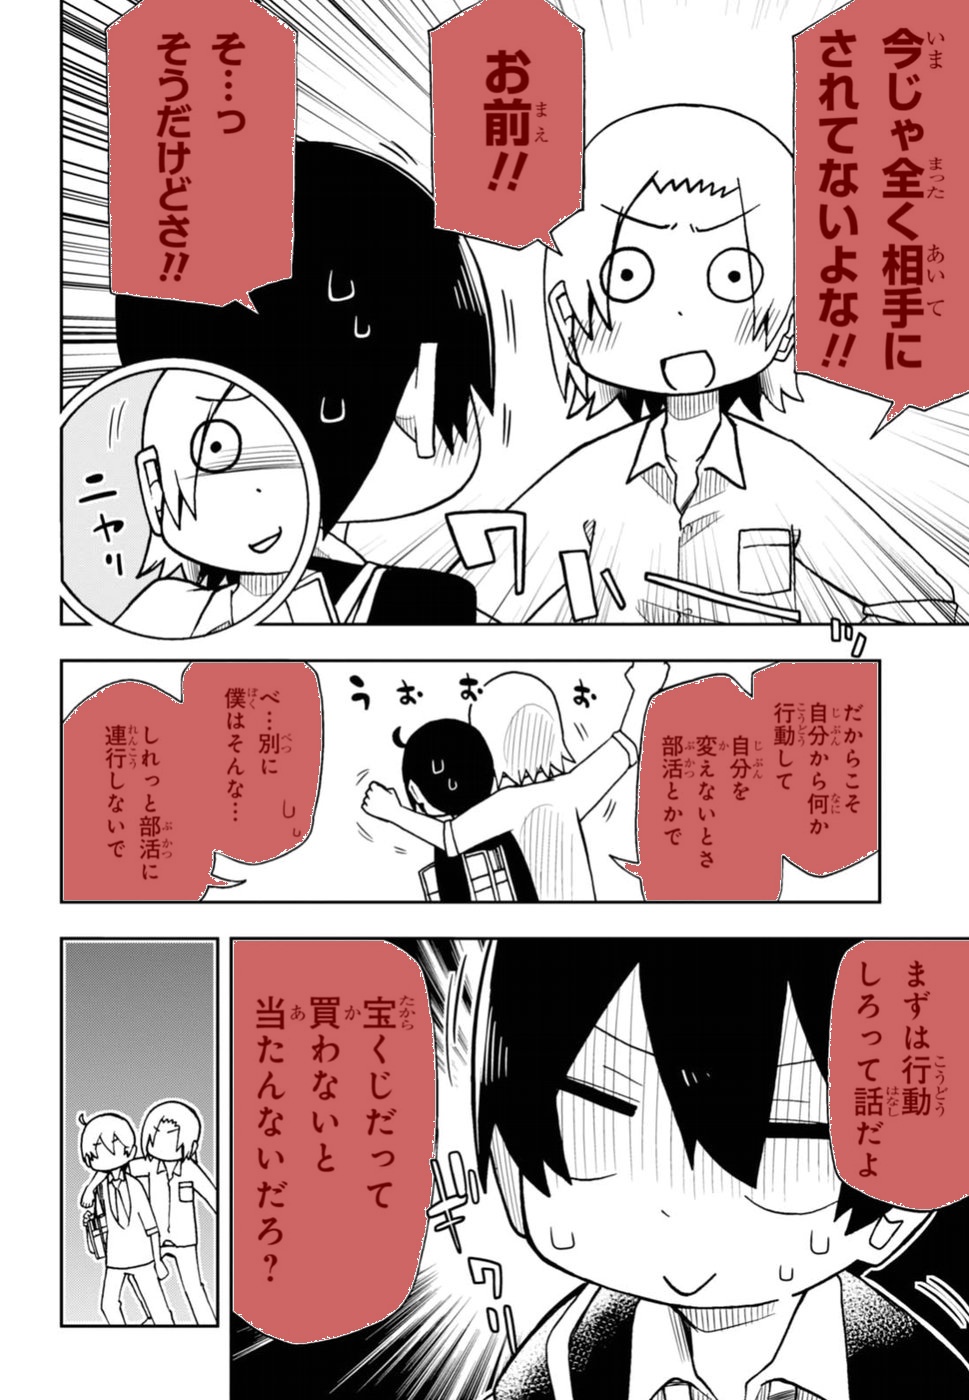 今じゃ全く相手に
されてないよな!!
お前!!
そ…っ
そうだけどさ!!
ニャリ
ワッ
ガシ
だからこそ
自分から何か
行動して
自分を
変えないとさ
部活とかで
うぉぉ
べ…別に
僕はそんな…
しれっと部活に
連行しないで
まずは行動
しろって話だよ
宝くじだって
買わないと
当たんないだろ?